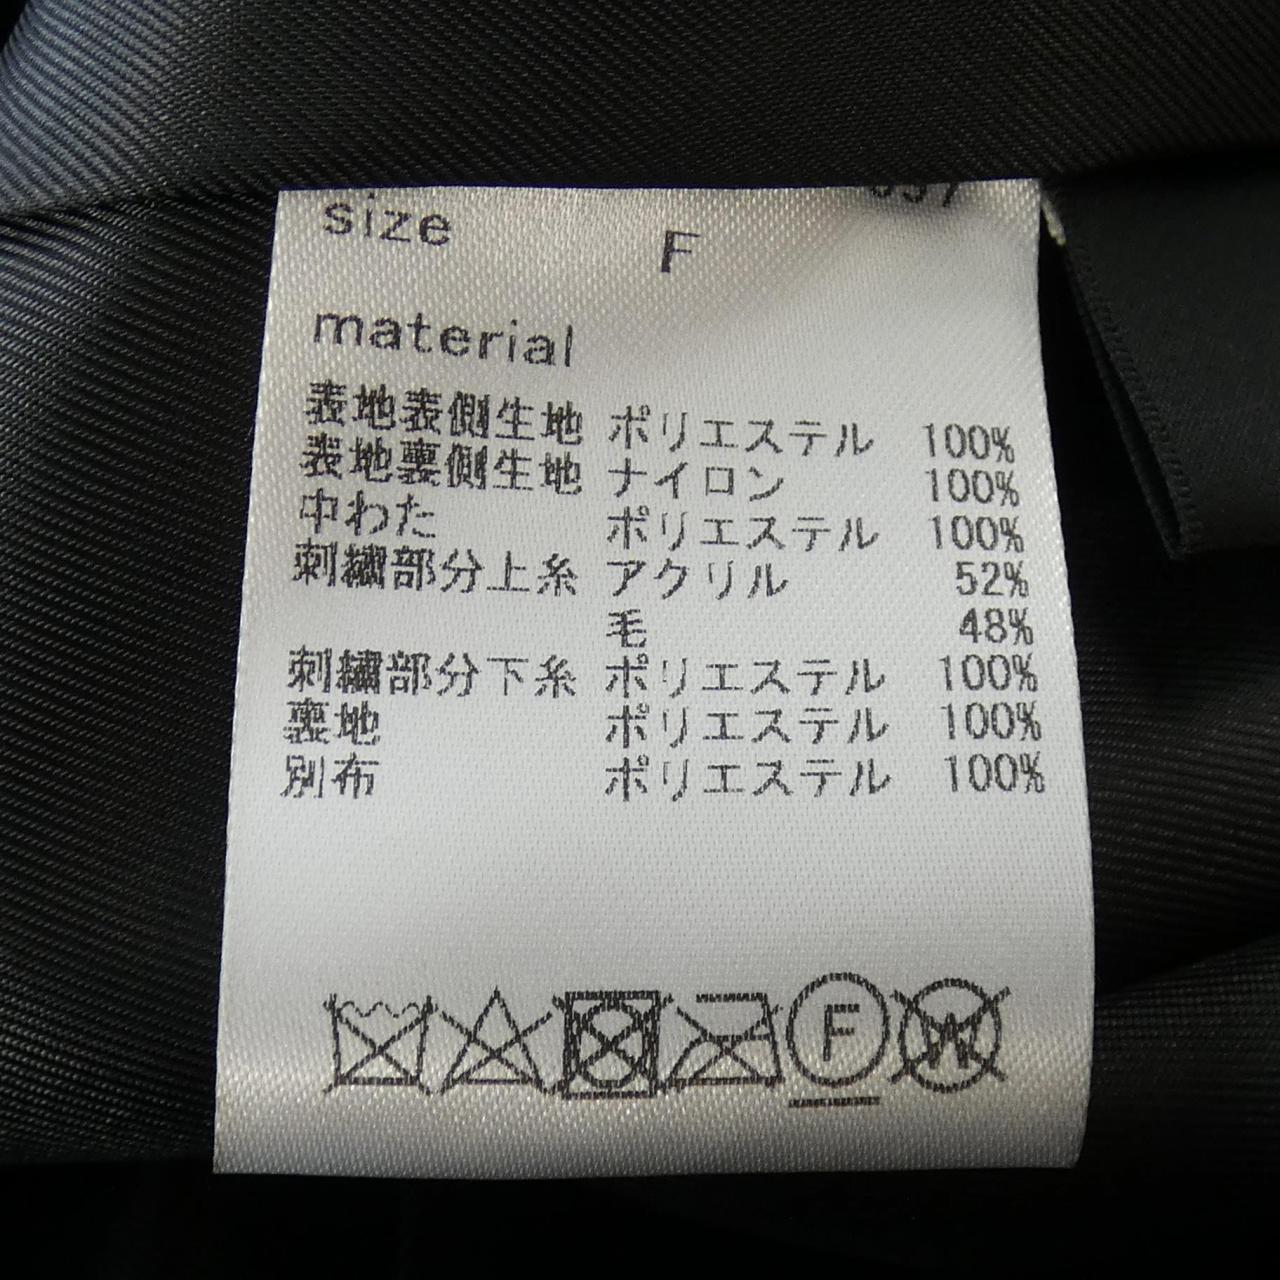 size F
material
表地表側生地 ポリエステル 100%
表地裏側生地 ナイロン 100%
中わた ポリエステル 100%
刺繍部分上糸 アクリル 52%
毛 48%
刺繍部分下糸 ポリエステル 100%
裏地 ポリエステル 100%
別布 ポリエステル 100%
F W